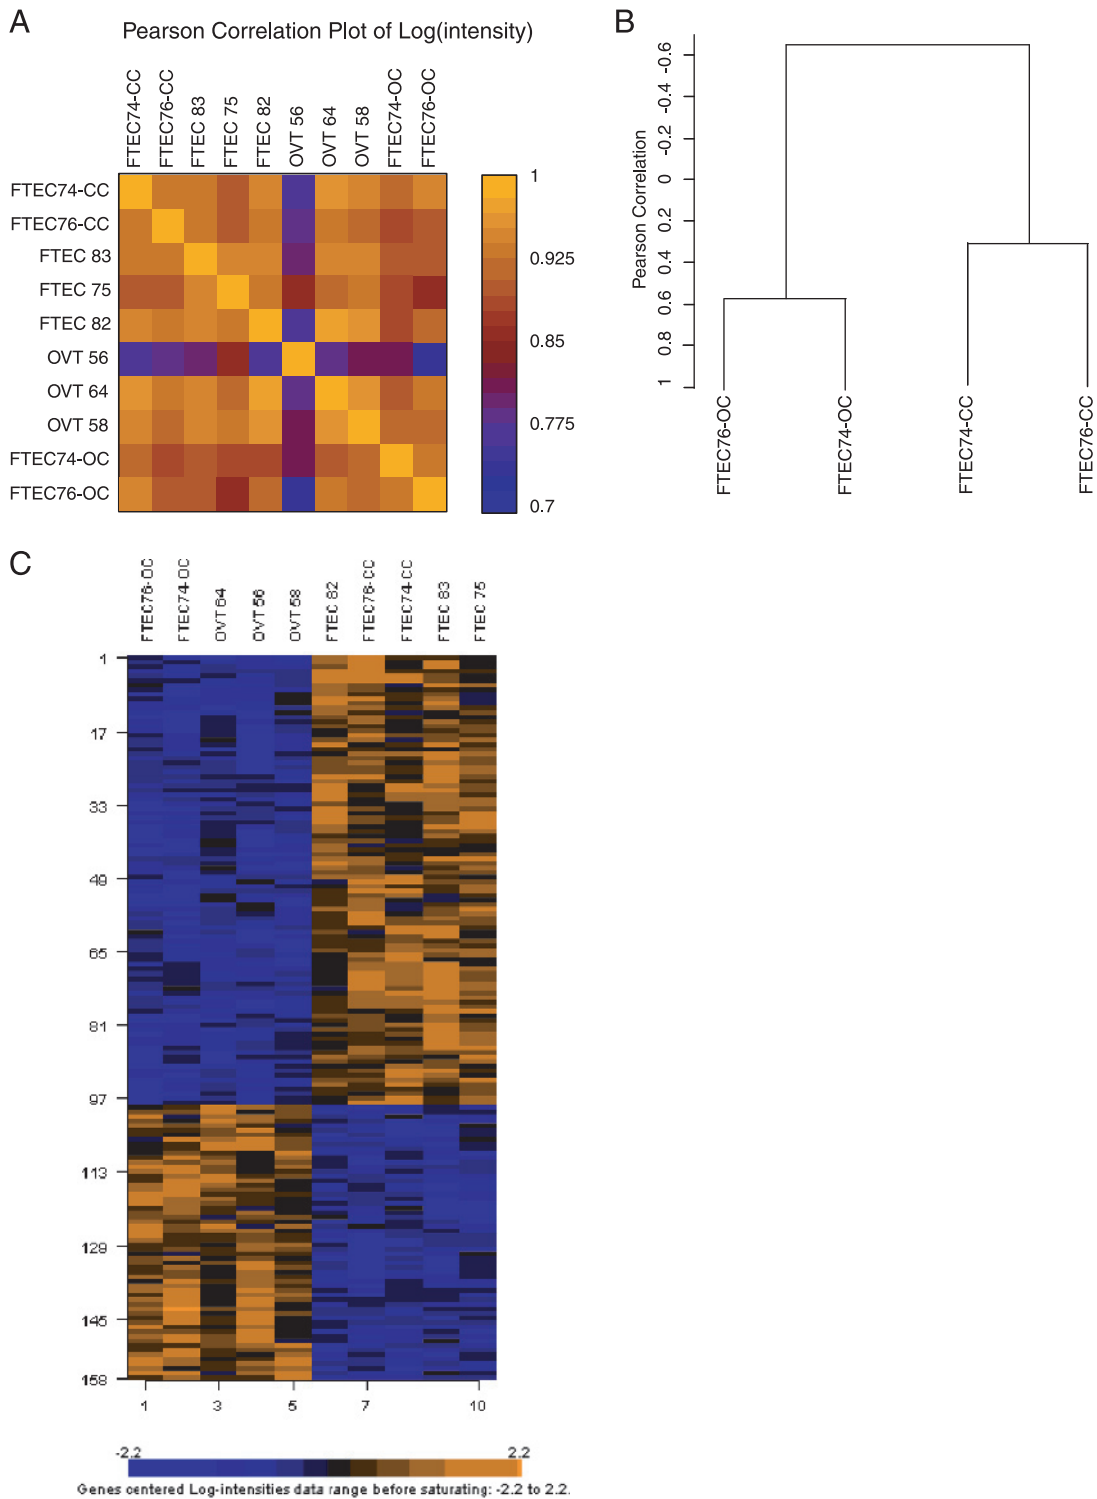 A
Pearson Correlation Plot of Log(intensity)
FTEC74-CC
FTEC76-CC
FTEC 83
FTEC 75
FTEC 82
OVT 56
OVT 64
OVT 58
FTEC74-OC
FTEC76-OC
FTEC74-CC
FTEC76-CC
FTEC 83
FTEC 75
FTEC 82
OVT 56
OVT 64
OVT 58
FTEC74-OC
FTEC76-OC
1
0.925
0.85
0.775
0.7
B
Pearson Correlation
-0.6
-0.4
-0.2
0
0.2
0.4
0.6
0.8
1
FTEC76-OC
FTEC74-OC
FTEC74-CC
FTEC76-CC
C
FTEC76-OC
FTEC74-OC
OVT 64
OVT 56
OVT 58
FTEC 82
FTEC76-CC
FTEC74-CC
FTEC 83
FTEC 75
1
17
33
49
65
81
97
113
129
145
158
1
3
5
7
10
-2.2
2.2
Genes centered Log-intensities data range before saturating: -2.2 to 2.2.